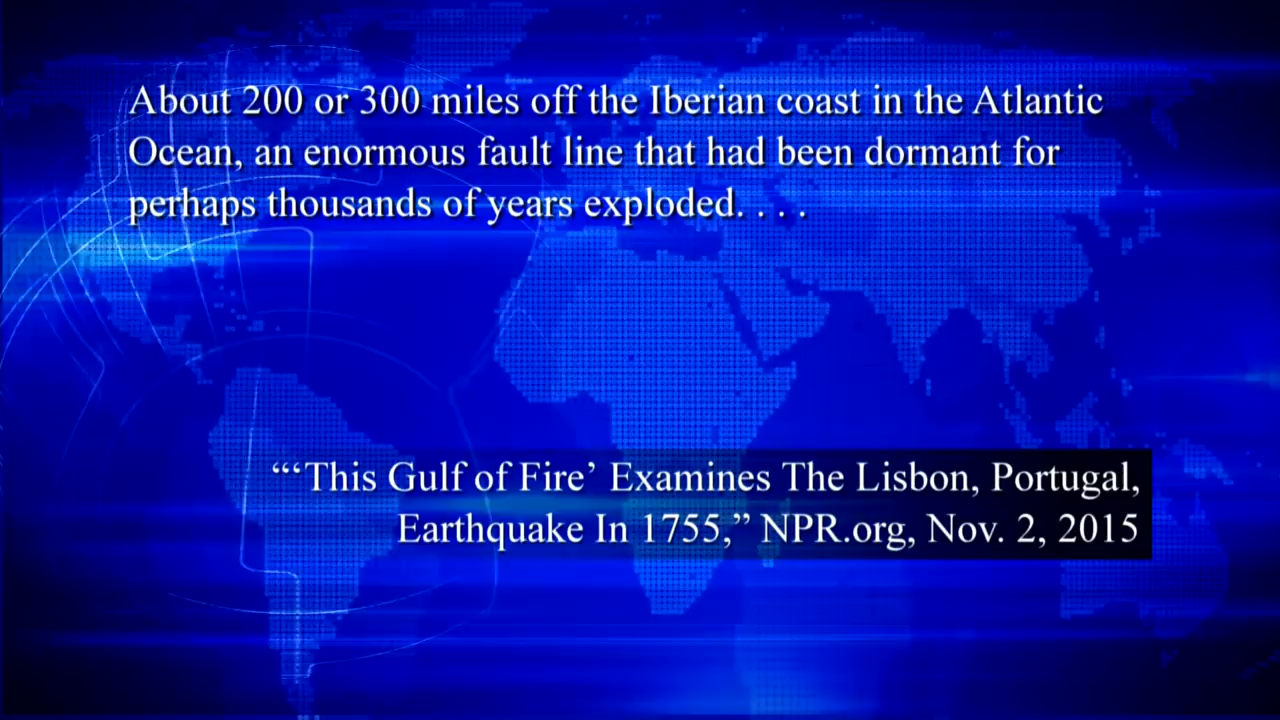 About 200 or 300 miles off the Iberian coast in the Atlantic
Ocean, an enormous fault line that had been dormant for
perhaps thousands of years exploded. . . .
“‘This Gulf of Fire’ Examines The Lisbon, Portugal,
Earthquake In 1755,” NPR.org, Nov. 2, 2015